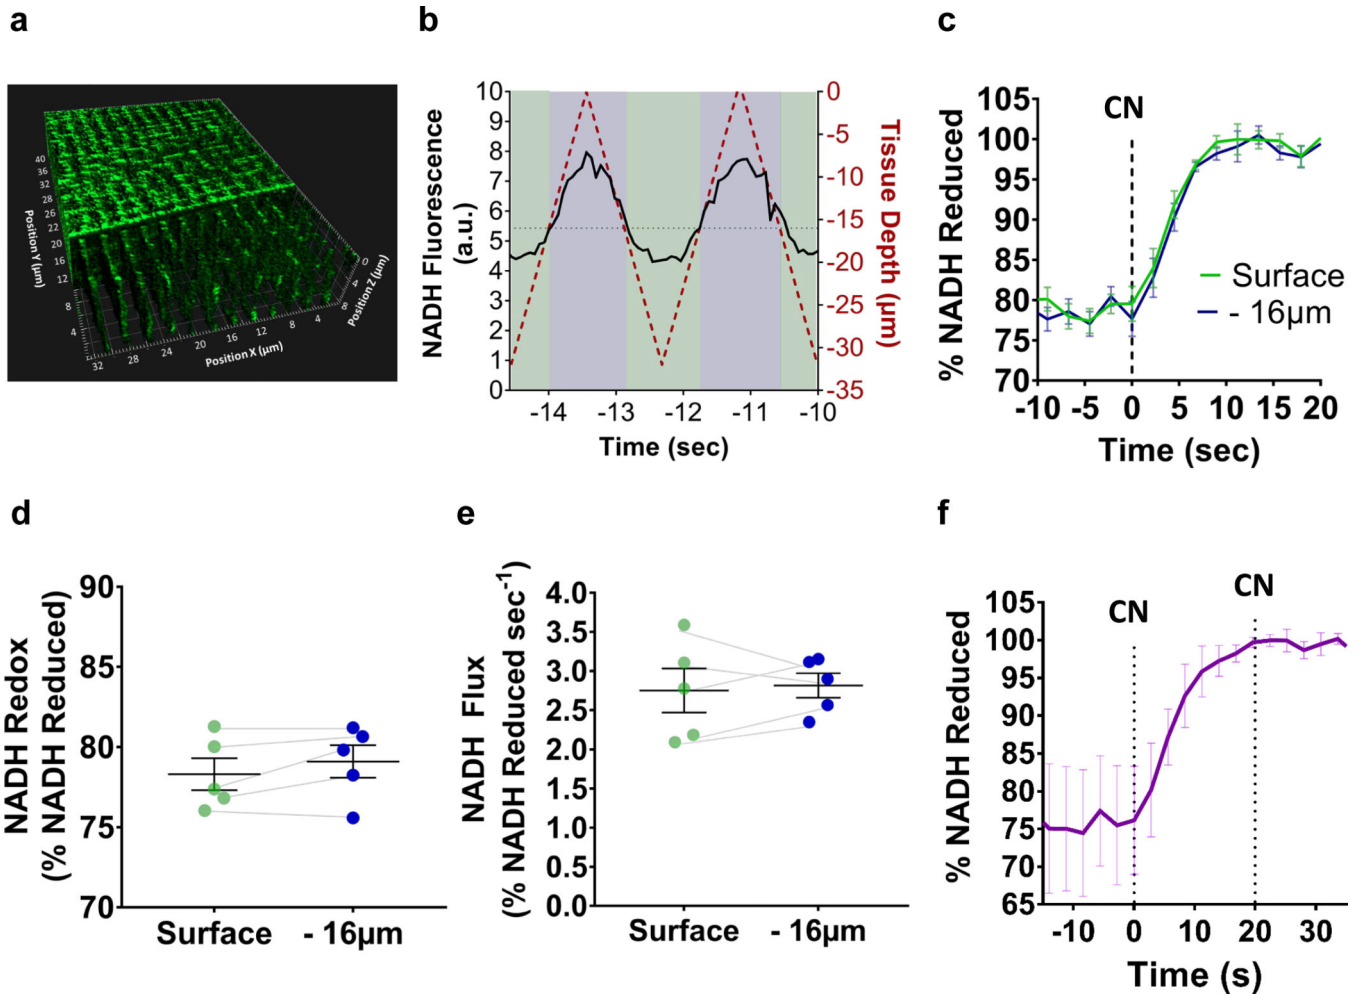 a
40
36
32
28
26
22
20
16
12
8
4
Position Y (µm)
32
28
24
20
16
12
8
4
Position X (µm)
0
4
8
Position Z (µm)
b
NADH Fluorescence
(a.u.)
10
9
8
7
6
5
4
3
2
1
0
0
-5
-10
-15
-20
-25
-30
-35
Tissue Depth (µm)
-14 -13 -12 -11 -10
Time (sec)
c
% NADH Reduced
105
100
95
90
85
80
75
70
CN
Surface
- 16µm
-10 -5 0 5 10 15 20
Time (sec)
d
NADH Redox
(% NADH Reduced)
90
85
80
75
70
Surface - 16µm
e
NADH Flux
(% NADH Reduced sec-1)
4.0
3.5
3.0
2.5
2.0
1.5
1.0
0.5
0.0
Surface - 16µm
f
% NADH Reduced
105
100
95
90
85
80
75
70
65
CN
CN
-10 0 10 20 30
Time (s)